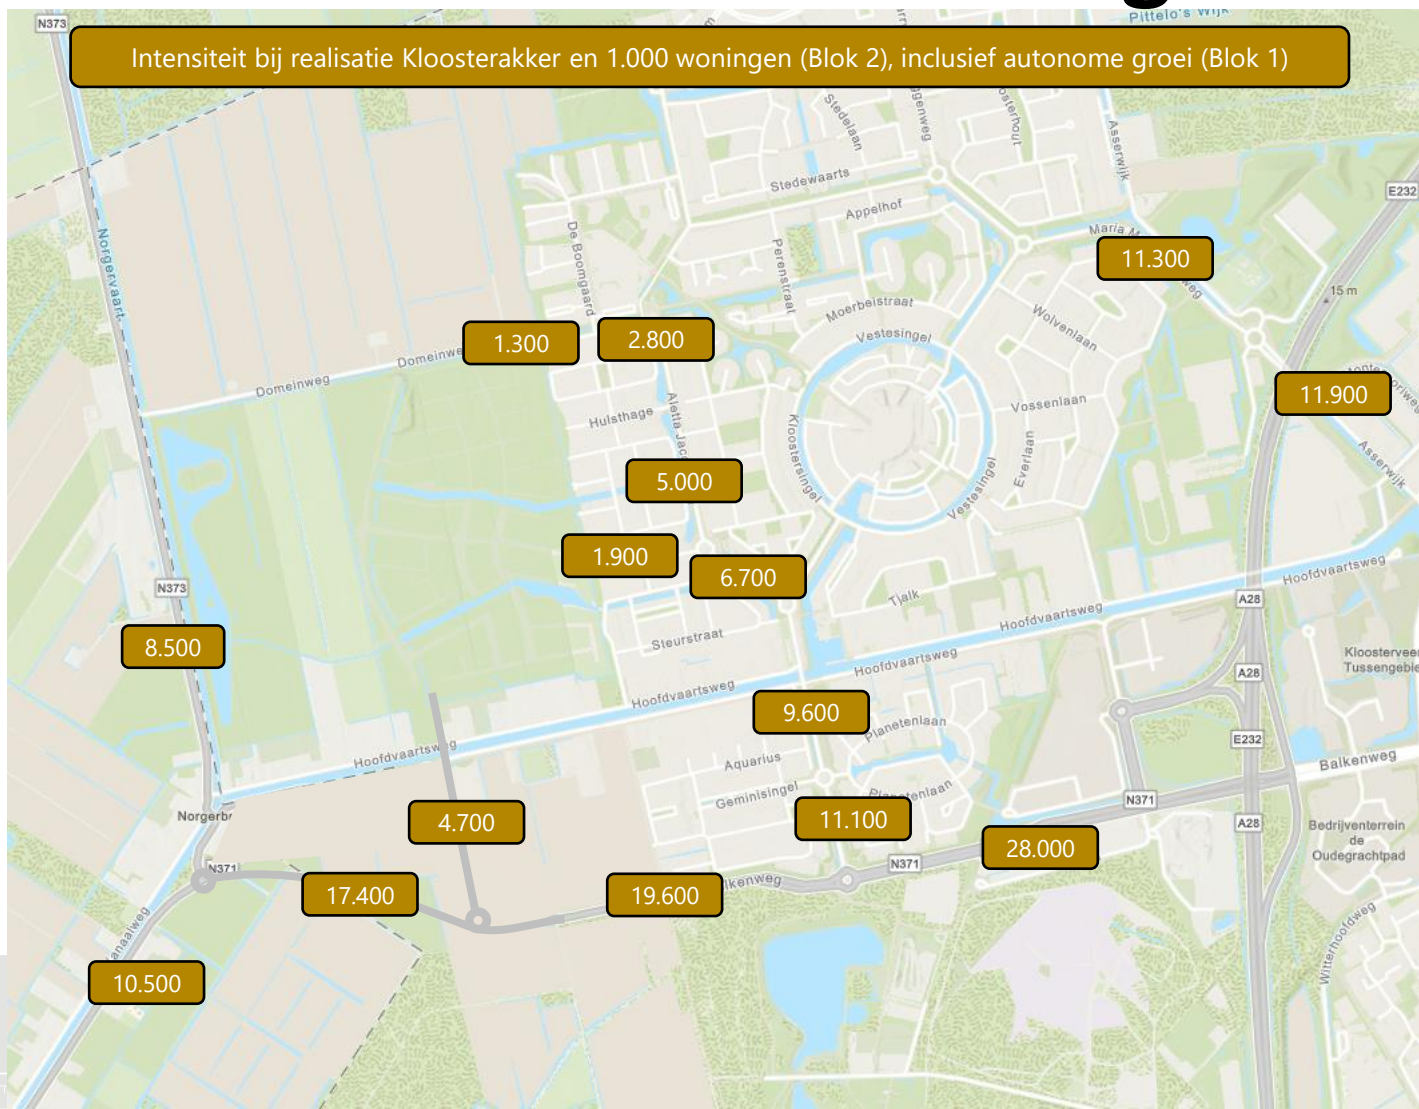 Pittelo's Wijk
N373
Intensiteit bij realisatie Kloosterakker en 1.000 woningen (Blok 2), inclusief autonome groei (Blok 1)
Stedelaan
Asserwijk
Stedewaarts
E232
Appelhof
De Boomgaard
Perenstraat
Maria
11.300
Norgervaart
15 m
Moerbeistraat
Wolvenlaan
1.300
2.800
Vestesingel
Domeinweg
11.900
Aletta
Hulsthage
Vossenlaan
Kloostersingel
Everlaan
Asserwijk
5.000
Vestesingel
1.900
6.700
Hoofdvaartsweg
N373
Tjalk
A28
Hoofdvaartsweg
8.500
Steurstraat
Hoofdvaartsweg
Kloosterveen
Tussengebied
A28
Hoofdvaartsweg
9.600
Planetenlaan
E232
Hoofdvaartsweg
Aquarius
Balkenweg
Geminisingel
Planetenlaan
N371
4.700
11.100
A28
Bedrijventerrein
de
Oudegrachtpad
28.000
N371
N371
17.400
19.600
Witterhoofdweg
10.500